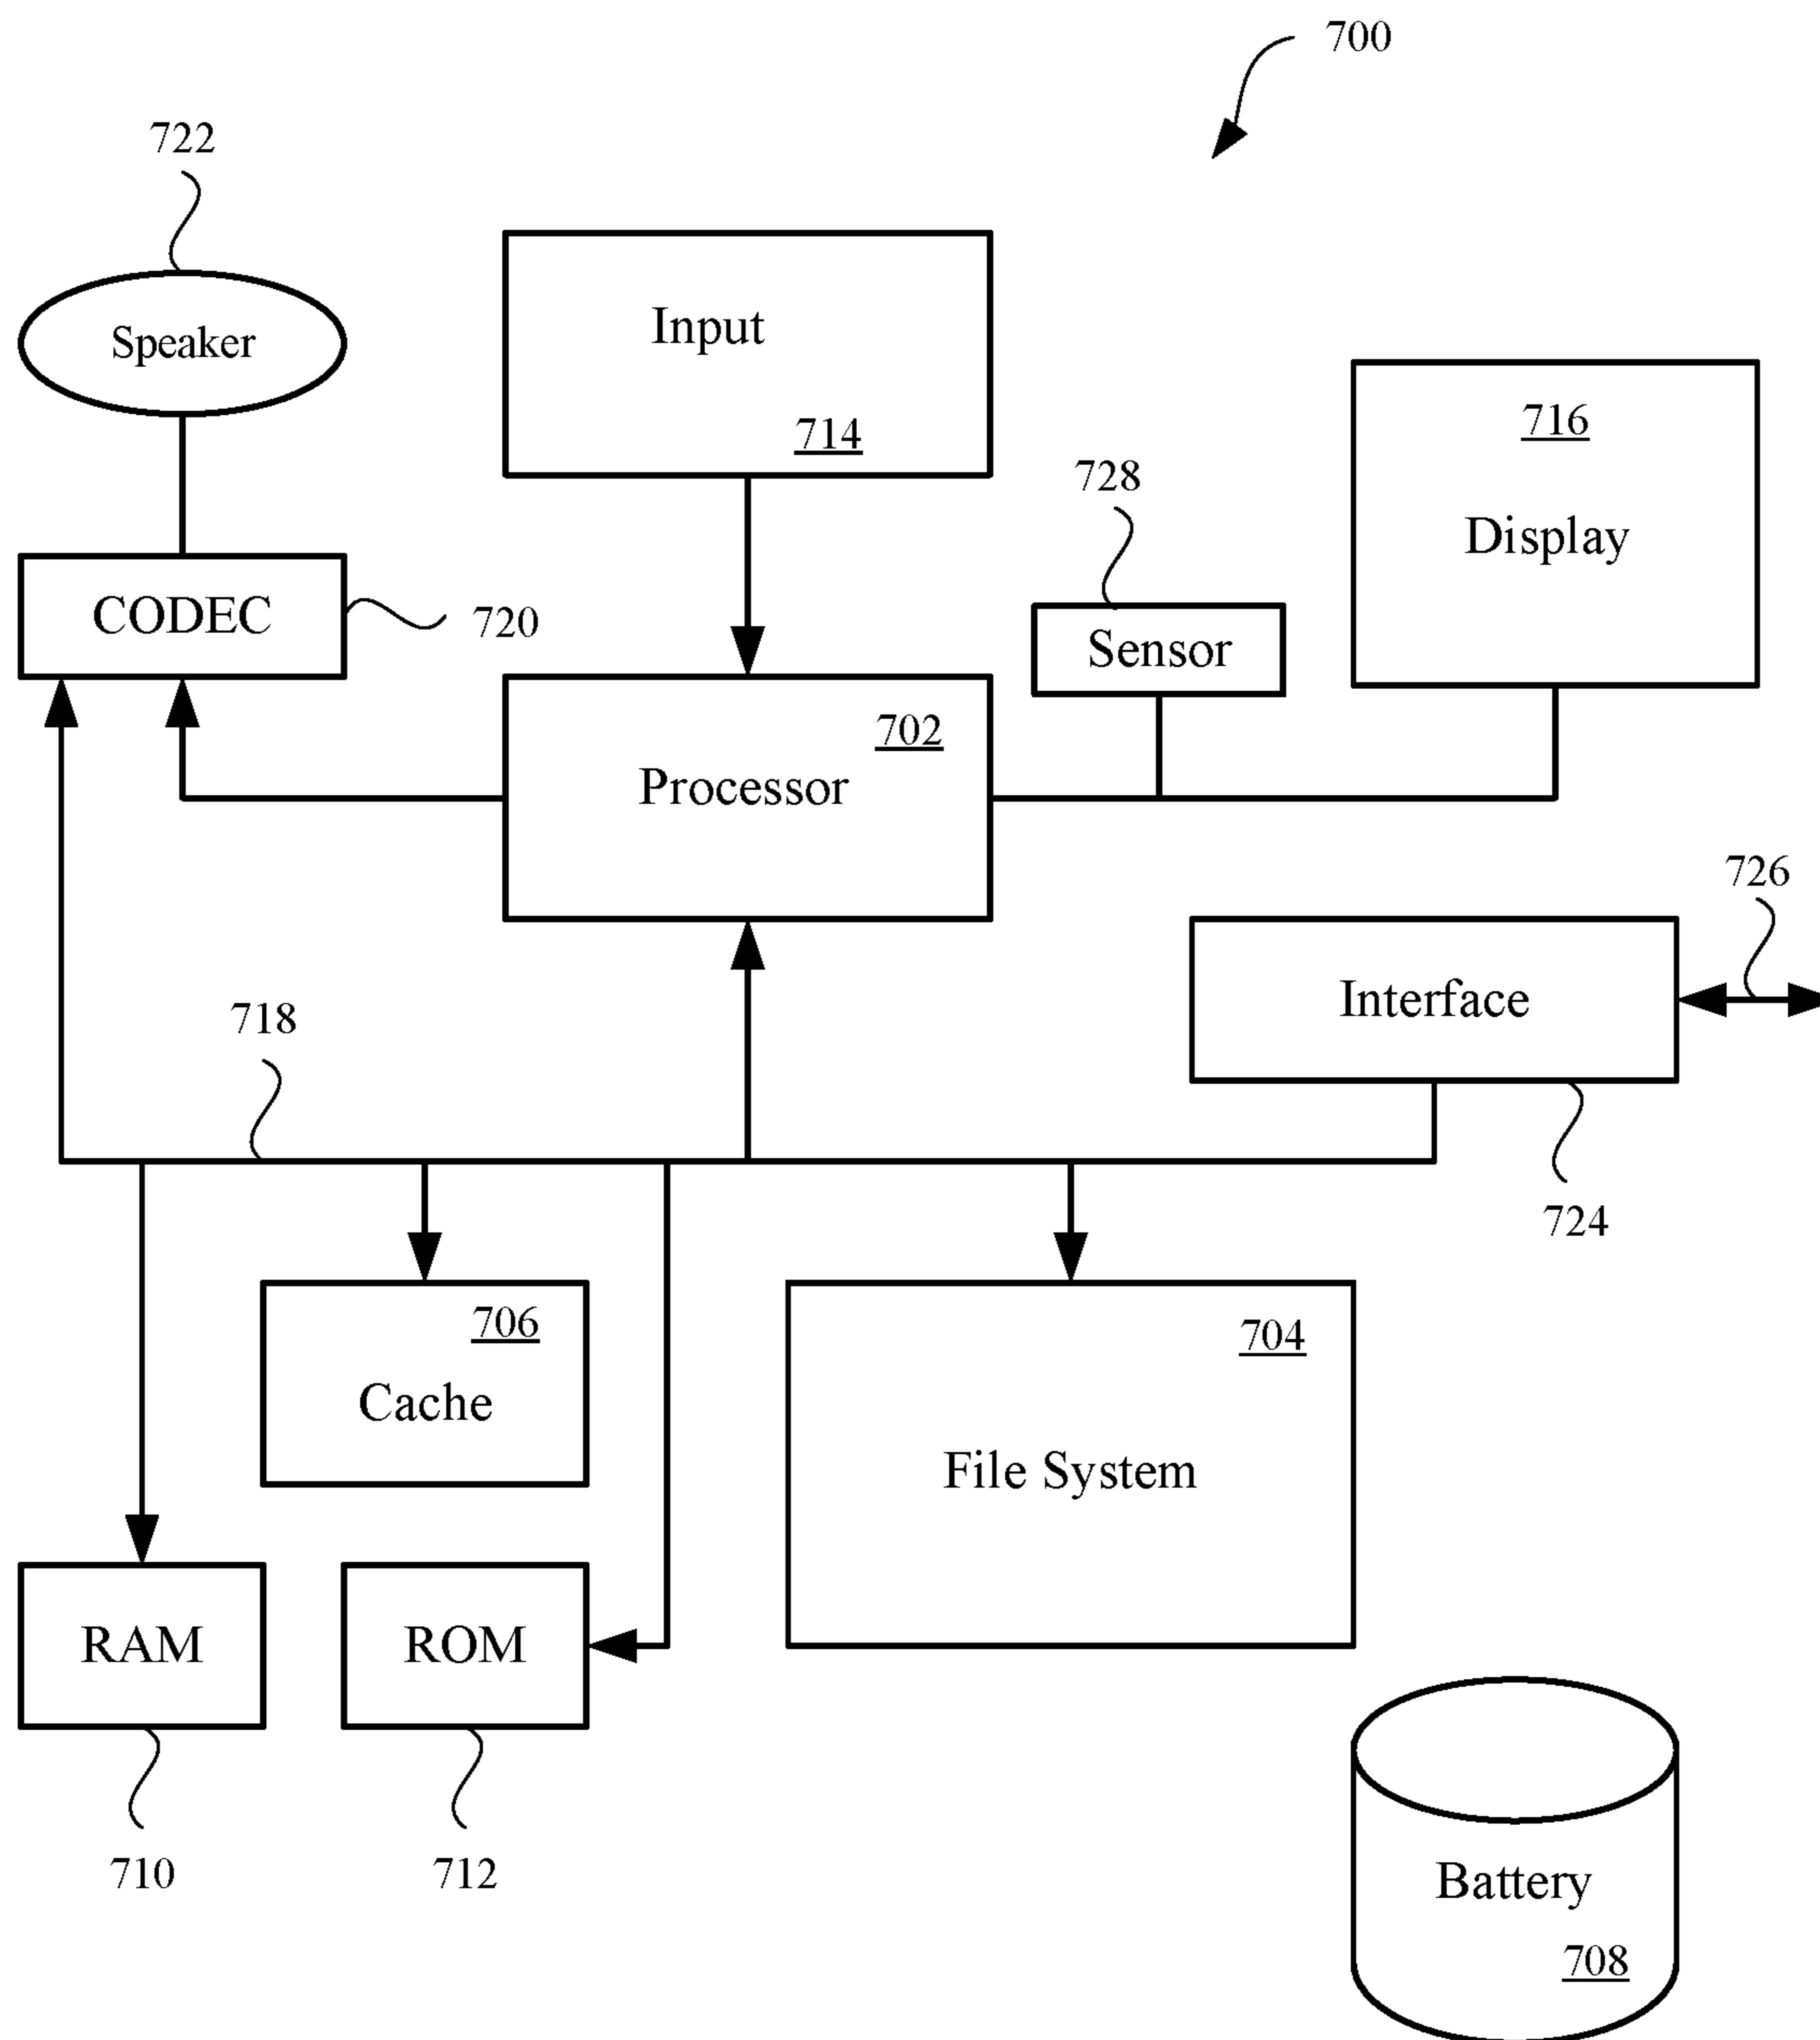 700
722
Speaker
Input
714
716
Display
728
Sensor
CODEC
720
702
Processor
726
Interface
718
724
706
Cache
704
File System
RAM
ROM
710
712
Battery
708